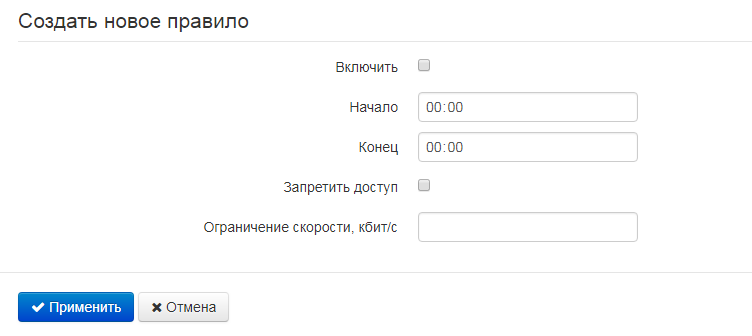 Создать новое правило
Включить
Начало 00:00
Конец 00:00
Запретить доступ
Ограничение скорости, кбит/с
Применить Отмена